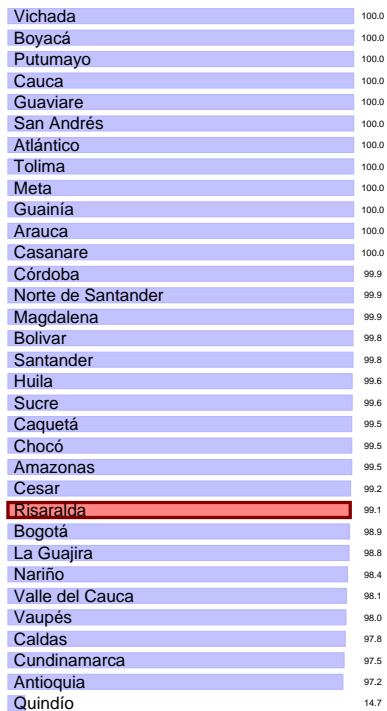 Vichada 100.0
Boyacá 100.0
Putumayo 100.0
Cauca 100.0
Guaviare 100.0
San Andrés 100.0
Atlántico 100.0
Tolima 100.0
Meta 100.0
Guainía 100.0
Arauca 100.0
Casanare 100.0
Córdoba 99.9
Norte de Santander 99.9
Magdalena 99.9
Bolivar 99.8
Santander 99.8
Huila 99.6
Sucre 99.6
Caquetá 99.5
Chocó 99.5
Amazonas 99.5
Cesar 99.2
Risaralda 99.1
Bogotá 98.9
La Guajira 98.8
Nariño 98.4
Valle del Cauca 98.1
Vaupés 98.0
Caldas 97.8
Cundinamarca 97.5
Antioquia 97.2
Quindío 14.7